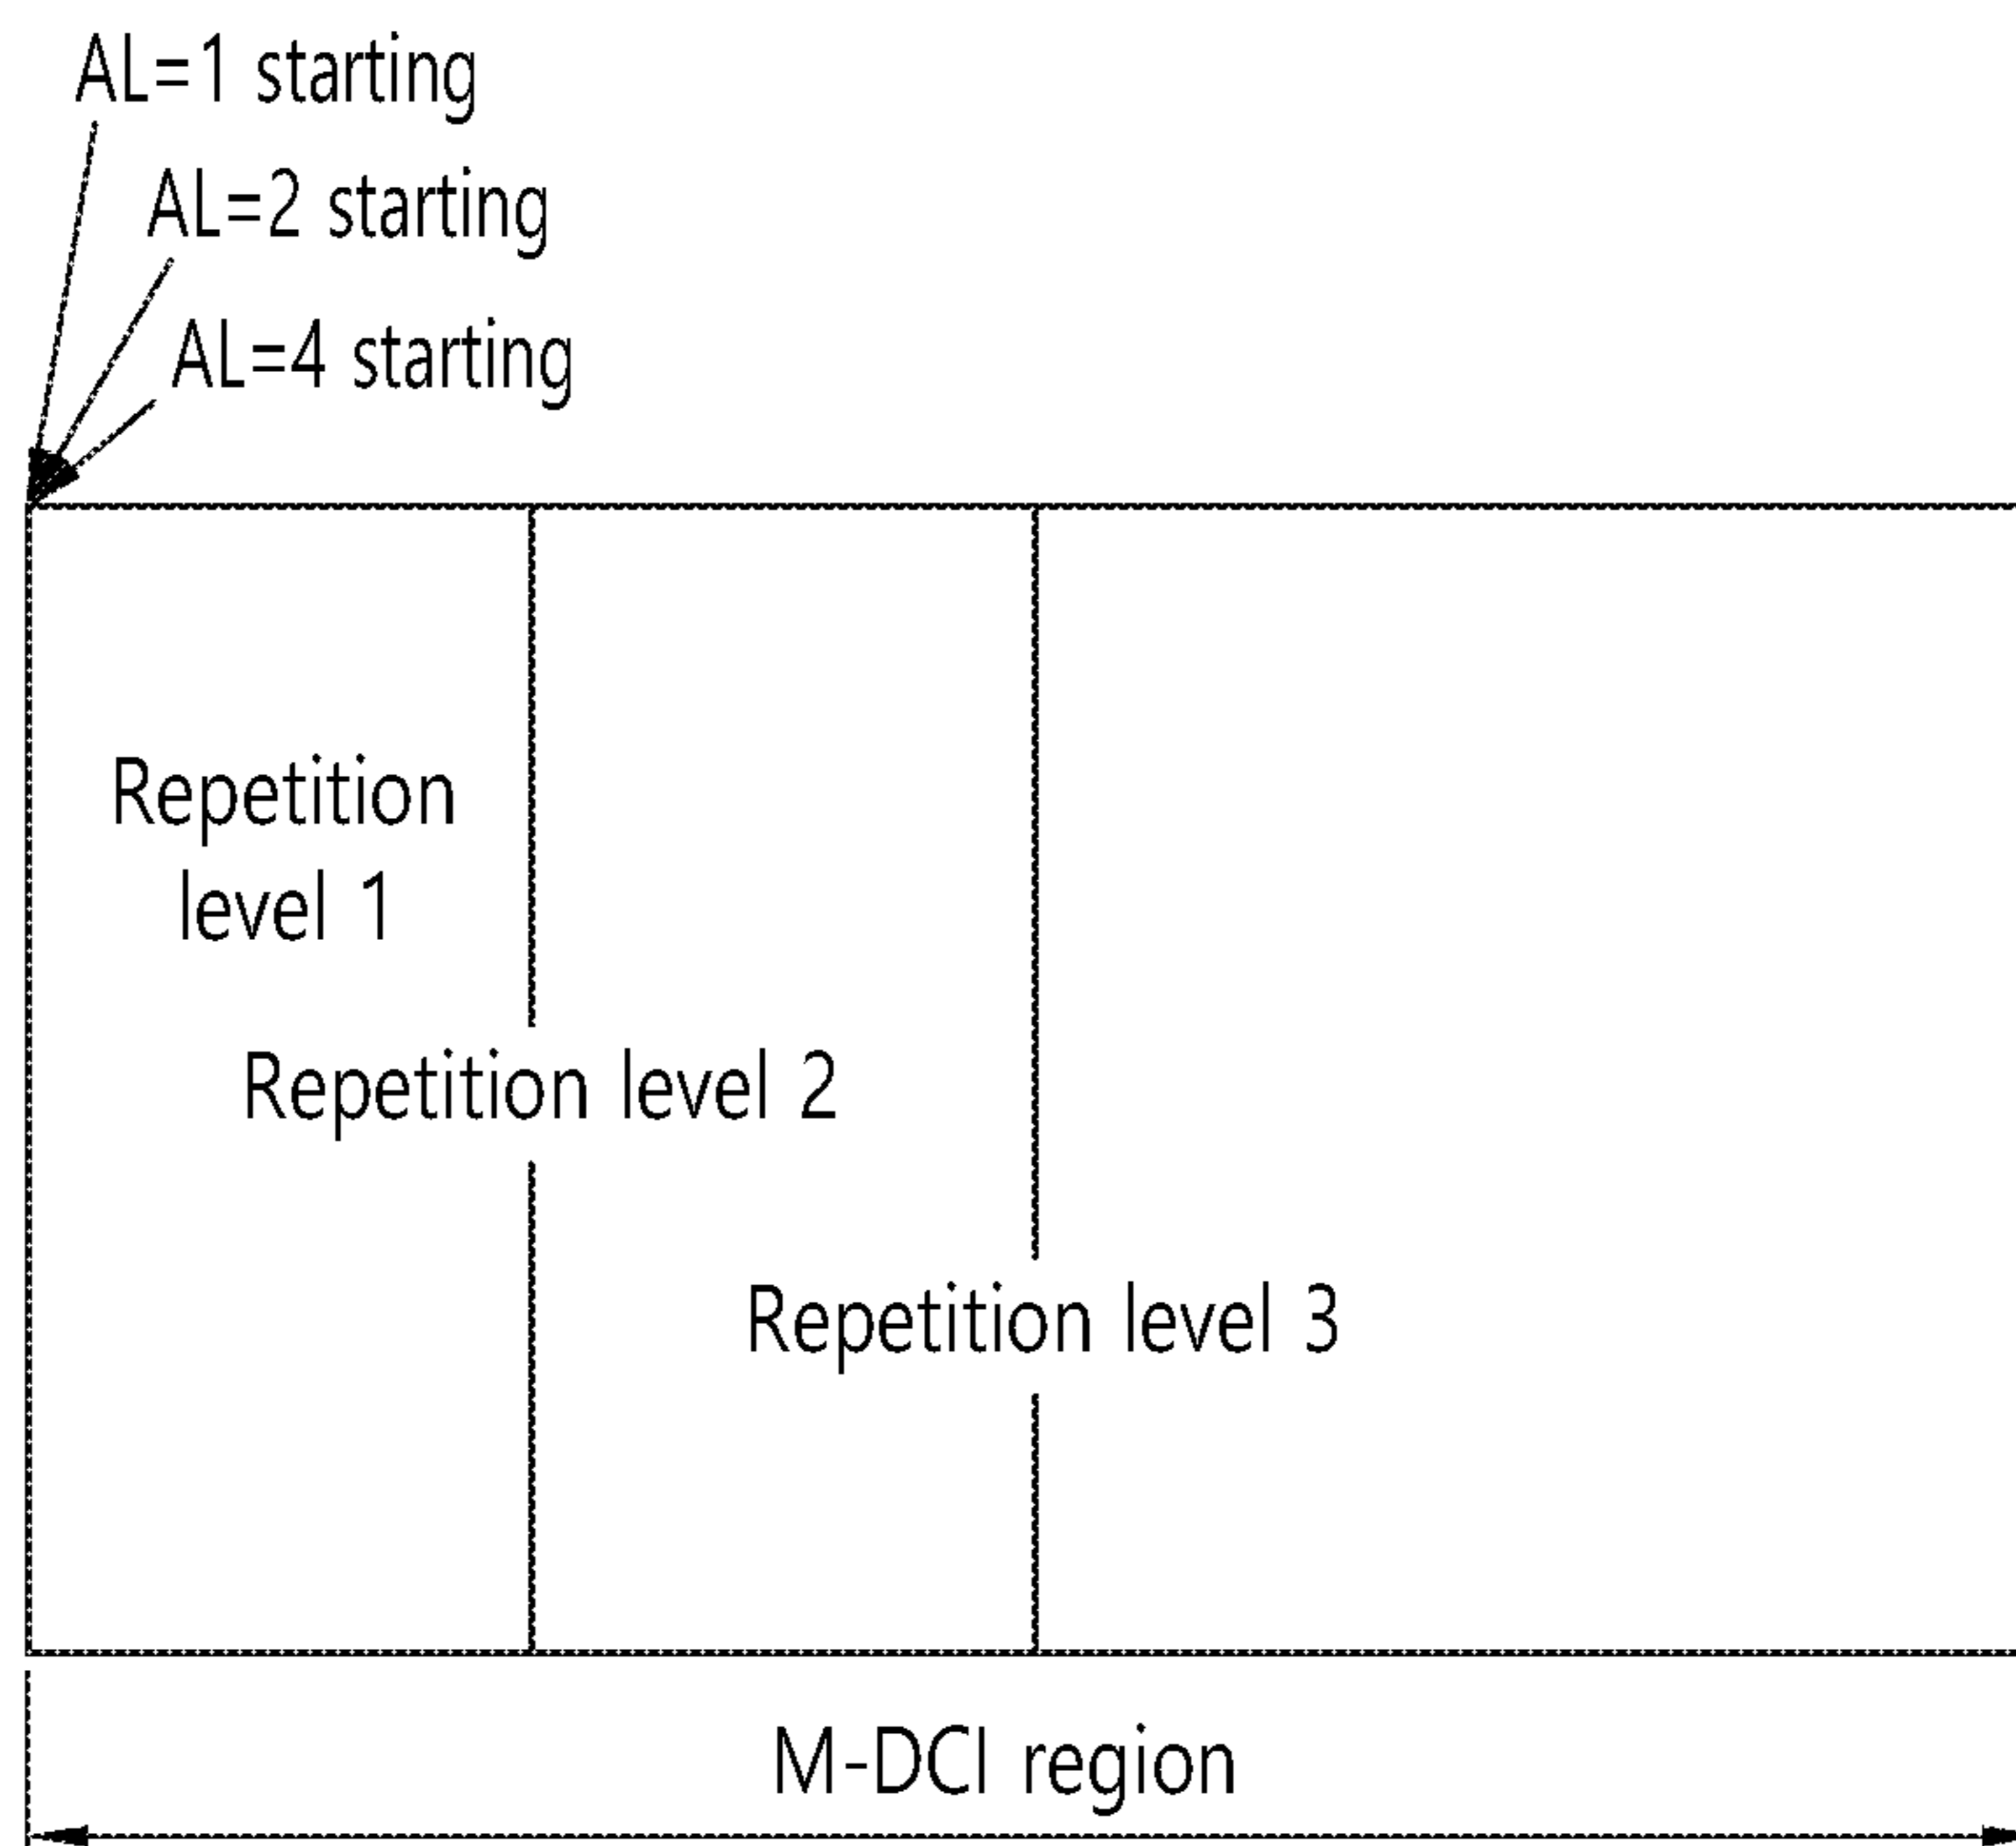 AL=1 starting
AL=2 starting
AL=4 starting
Repetition
level 1
Repetition level 2
Repetition level 3
M-DCI region